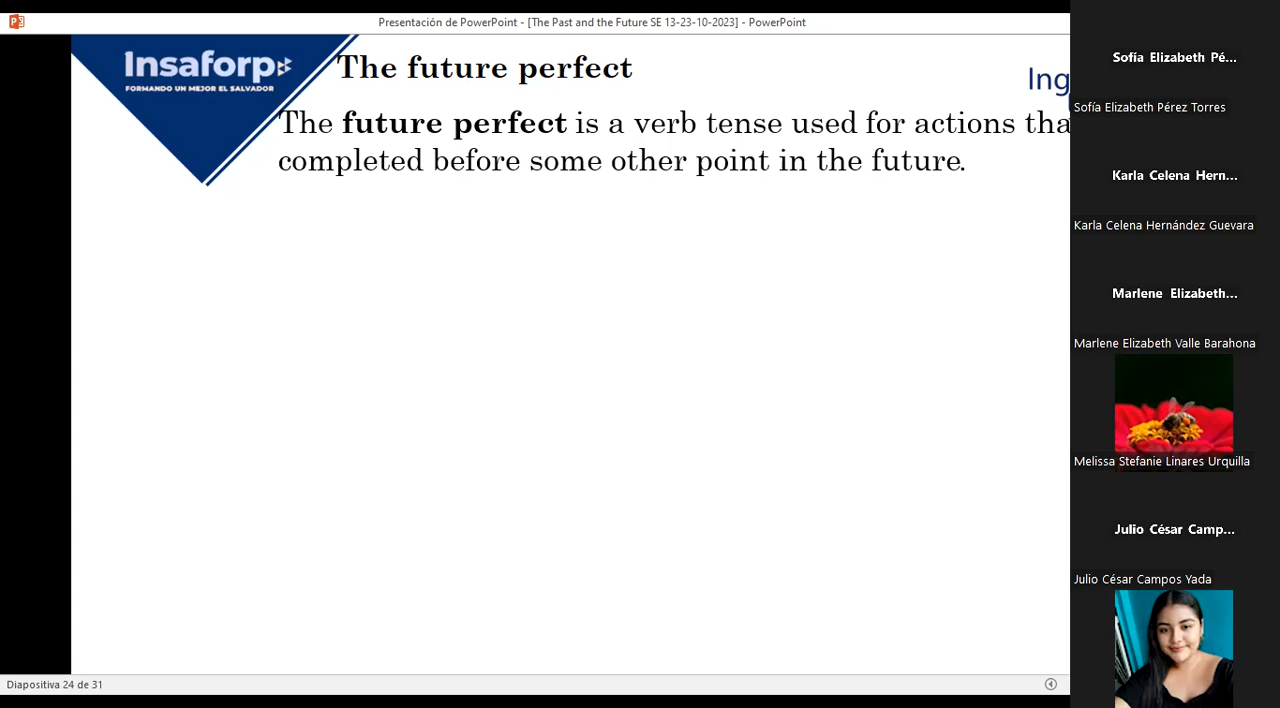 Presentación de PowerPoint - [The Past and the Future SE 13-23-10-2023] - PowerPoint
Insaforp
FORMANDO UN MEJOR EL SALVADOR
The future perfect
Ing
The future perfect is a verb tense used for actions tha
completed before some other point in the future.
Diapositiva 24 de 31
Sofía Elizabeth Pé...
Sofía Elizabeth Pérez Torres
Karla Celena Hern...
Karla Celena Hernández Guevara
Marlene Elizabeth...
Marlene Elizabeth Valle Barahona
Melissa Stefanie Linares Urquilla
Julio César Camp...
Julio César Campos Yada